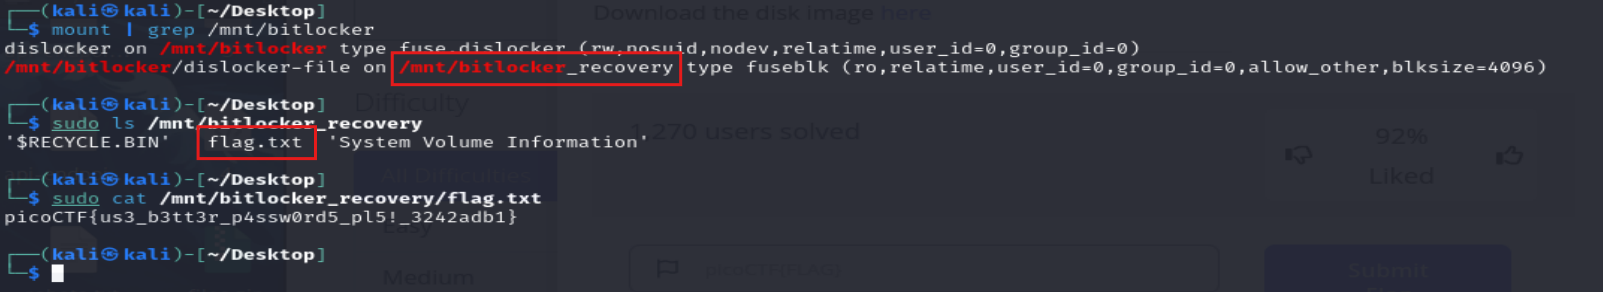 ┌──(kali㉿kali)-[~/Desktop]
└─$ mount | grep /mnt/bitlocker
dislocker on /mnt/bitlocker type fuse.dislocker (rw,nosuid,nodev,relatime,user_id=0,group_id=0)
/mnt/bitlocker/dislocker-file on /mnt/bitlocker_recovery type fuseblk (ro,relatime,user_id=0,group_id=0,allow_other,blksize=4096)
┌──(kali㉿kali)-[~/Desktop]
└─$ sudo ls /mnt/bitlocker_recovery
'$RECYCLE.BIN' flag.txt 'System Volume Information'
┌──(kali㉿kali)-[~/Desktop]
└─$ sudo cat /mnt/bitlocker_recovery/flag.txt
picoCTF{us3_b3tt3r_p4ssw0rd5_pl5!_3242adb1}
┌──(kali㉿kali)-[~/Desktop]
└─$
Download the disk image here
Difficulty
1,270 users solved
92%
Liked
All Difficulties
Easy
Medium
picoCTF{FLAG}
Submit